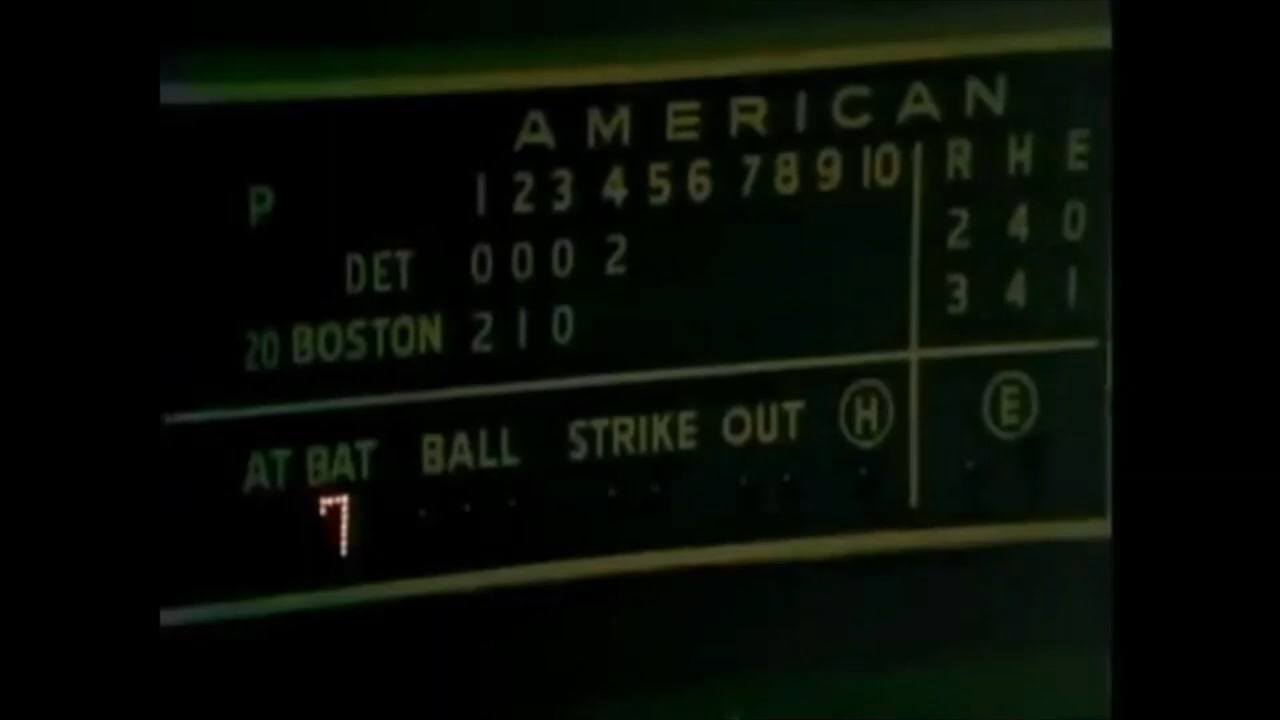 AMERICAN
P 1 2 3 4 5 6 7 8 9 10 R H E
DET 0 0 0 2 2 4 0
20 BOSTON 2 1 0 3 4 1
AT BAT BALL STRIKE OUT H E
7